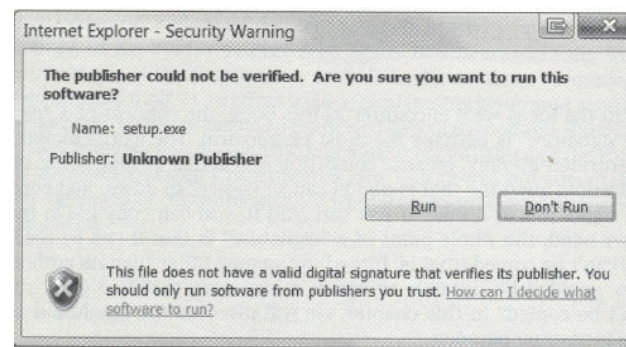 Internet Explorer - Security Warning
The publisher could not be verified. Are you sure you want to run this
software?
Name: setup.exe
Publisher: Unknown Publisher
Run Don't Run
This file does not have a valid digital signature that verifies its publisher. You
should only run software from publishers you trust. How can I decide what
software to run?